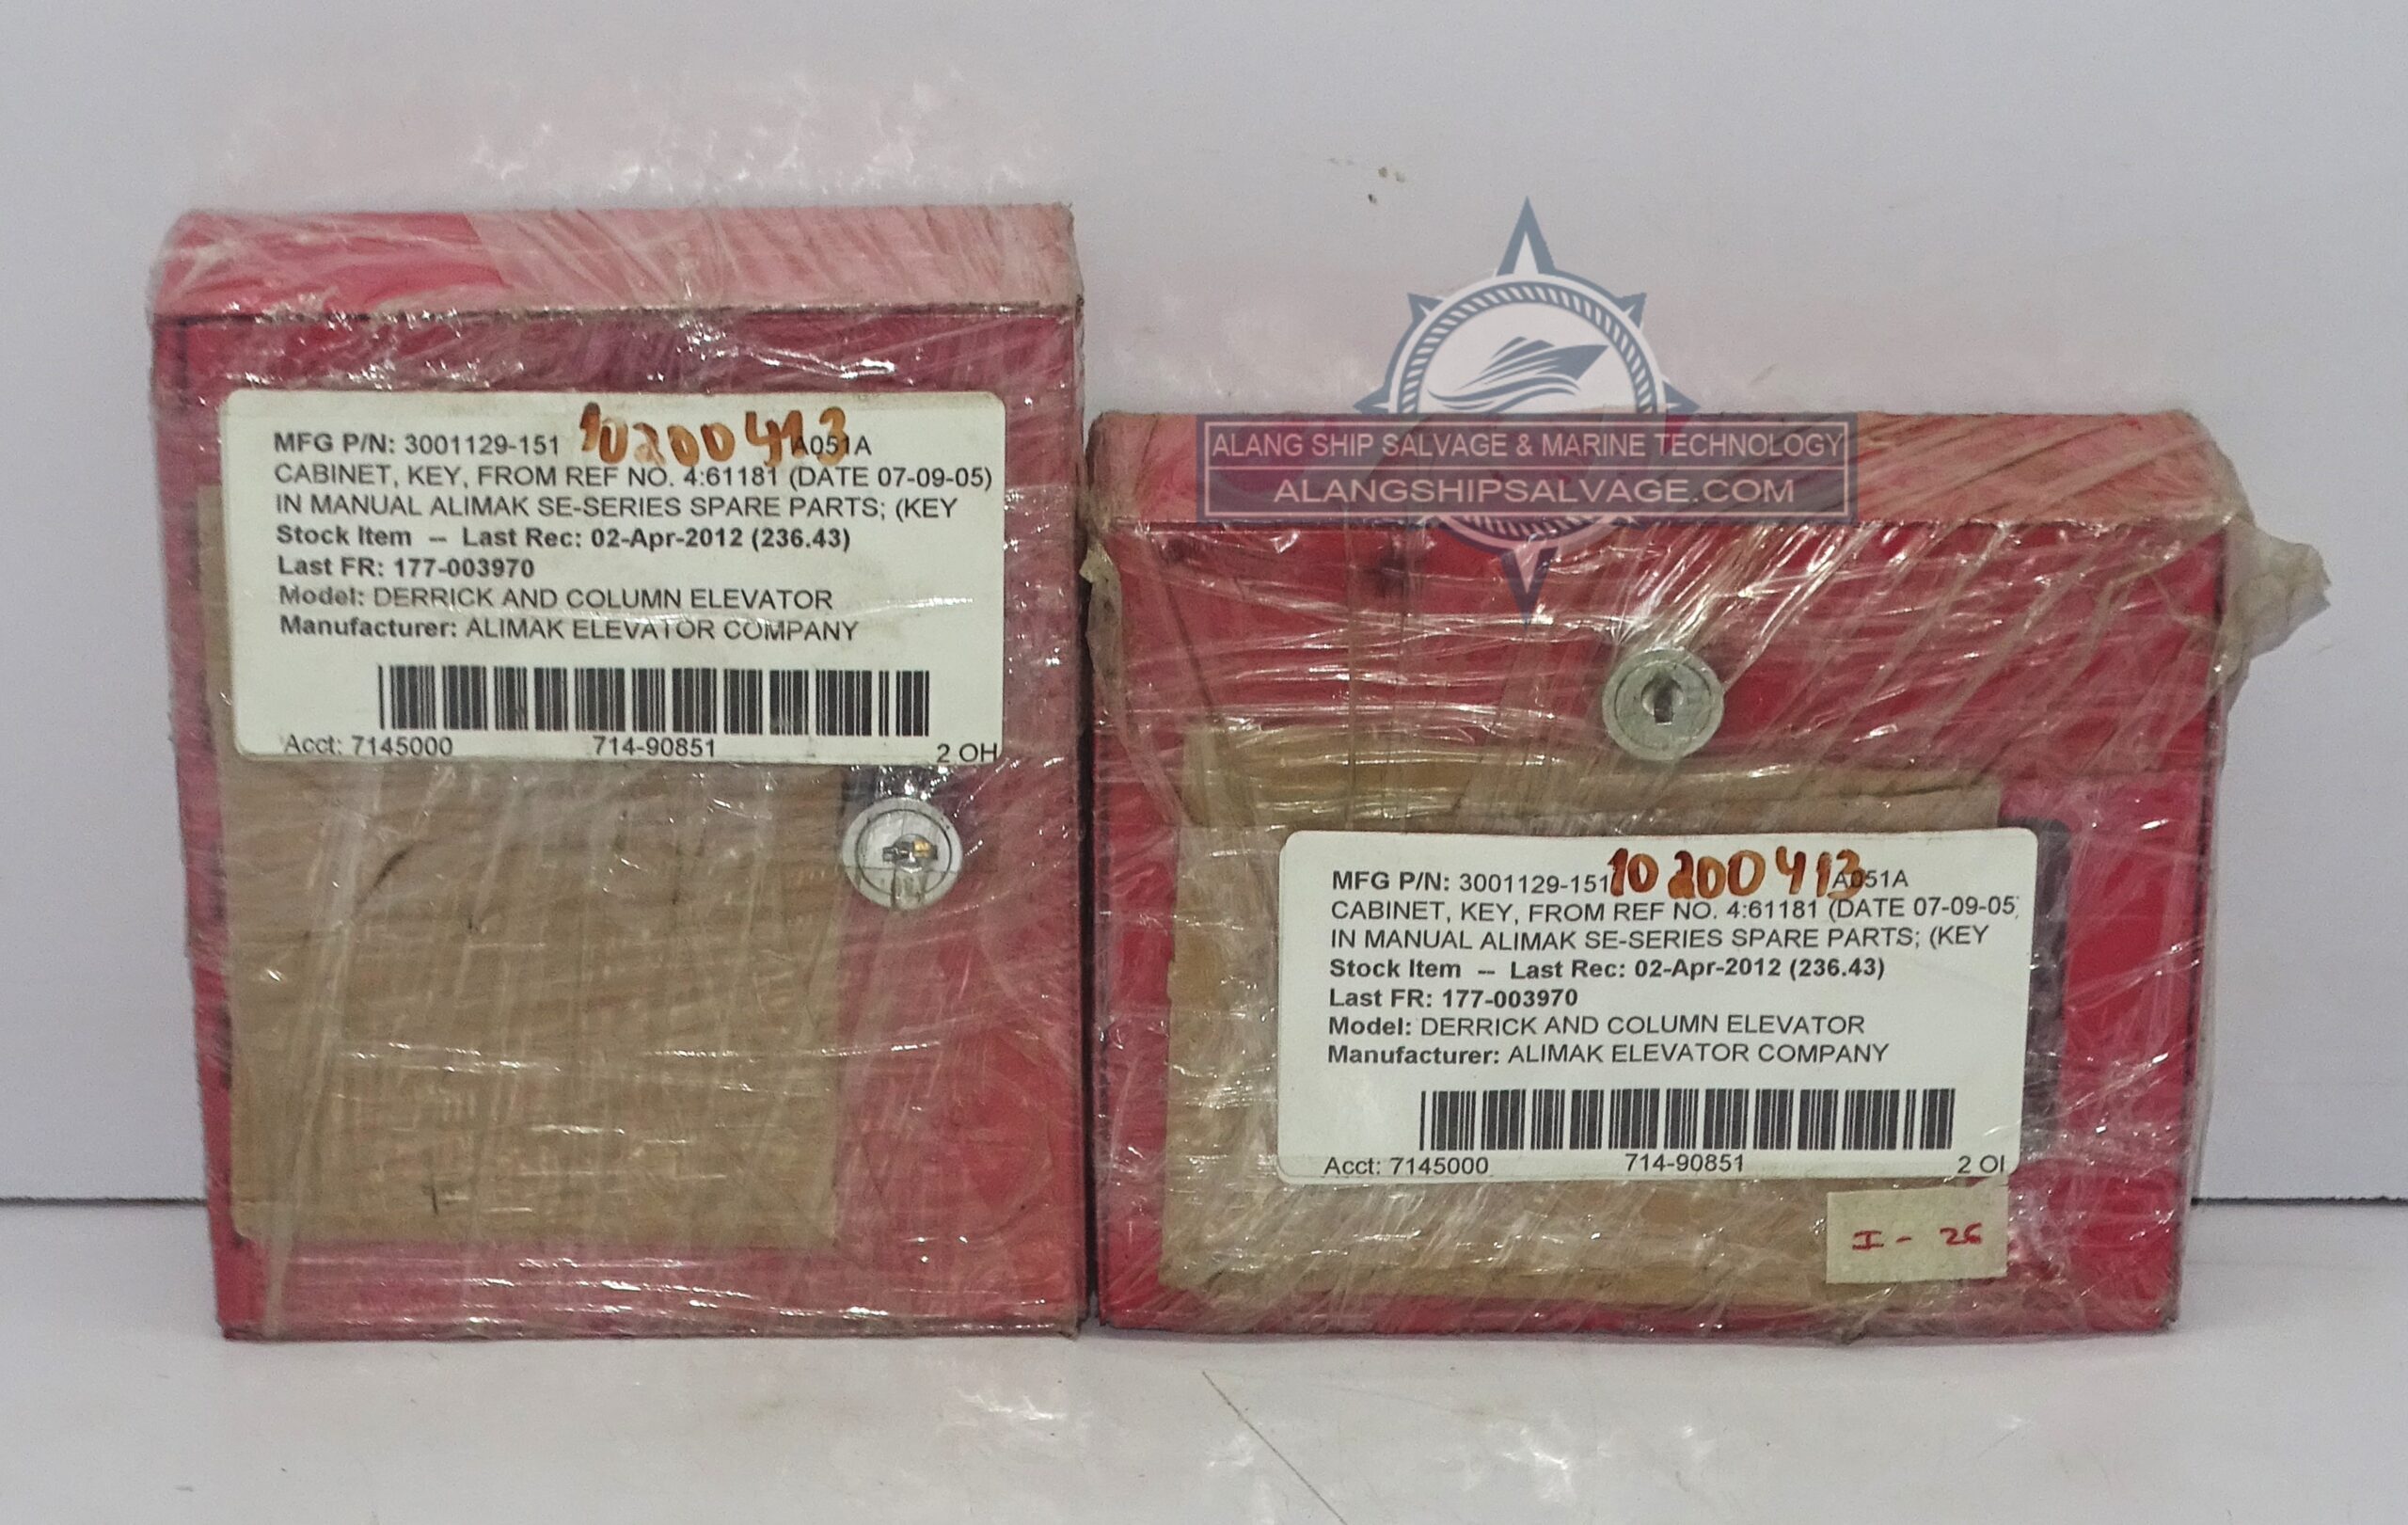 MFG P/N: 3001129-151 10200413 A051A
CABINET, KEY, FROM REF NO. 4:61181 (DATE 07-09-05)
IN MANUAL ALIMAK SE-SERIES SPARE PARTS; (KEY
Stock Item -- Last Rec: 02-Apr-2012 (236.43)
Last FR: 177-003970
Model: DERRICK AND COLUMN ELEVATOR
Manufacturer: ALIMAK ELEVATOR COMPANY
Acct: 7145000 714-90851 2 OH
ALANG SHIP SALVAGE & MARINE TECHNOLOGY
ALANGSHIPSALVAGE.COM
MFG P/N: 3001129-151 10200413 A051A
CABINET, KEY, FROM REF NO. 4:61181 (DATE 07-09-05
IN MANUAL ALIMAK SE-SERIES SPARE PARTS; (KEY
Stock Item -- Last Rec: 02-Apr-2012 (236.43)
Last FR: 177-003970
Model: DERRICK AND COLUMN ELEVATOR
Manufacturer: ALIMAK ELEVATOR COMPANY
Acct: 7145000 714-90851 2 O
I - 26